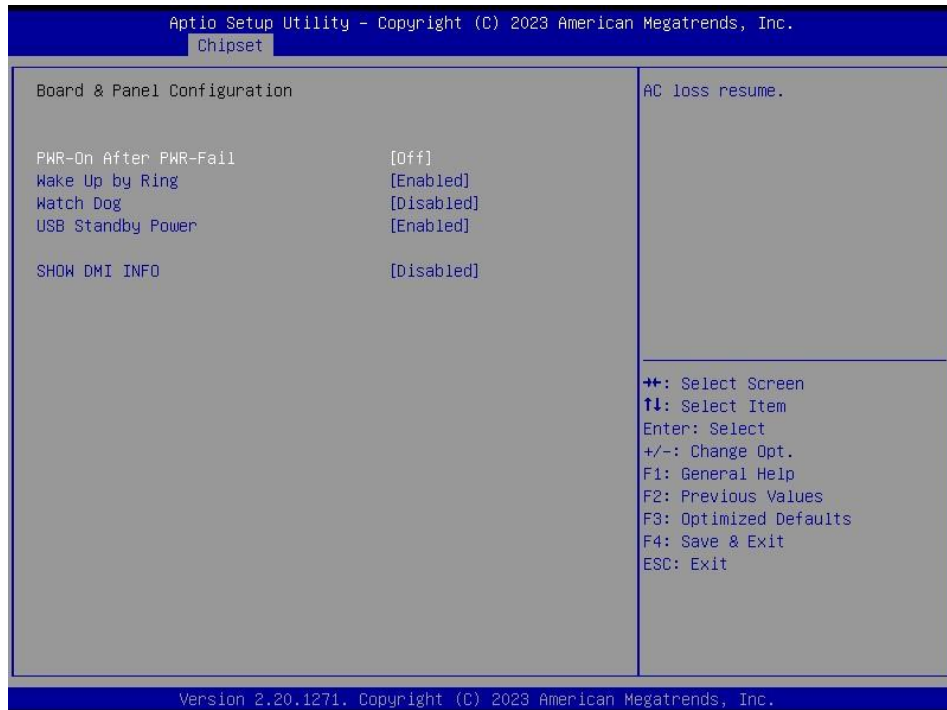 Aptio Setup Utility – Copyright (C) 2023 American Megatrends, Inc.
Chipset
Board & Panel Configuration
PWR-On After PWR-Fail [Off]
Wake Up by Ring [Enabled]
Watch Dog [Disabled]
USB Standby Power [Enabled]
SHOW DMI INFO [Disabled]
AC loss resume.
→←: Select Screen
↑↓: Select Item
Enter: Select
+/-: Change Opt.
F1: General Help
F2: Previous Values
F3: Optimized Defaults
F4: Save & Exit
ESC: Exit
Version 2.20.1271. Copyright (C) 2023 American Megatrends, Inc.